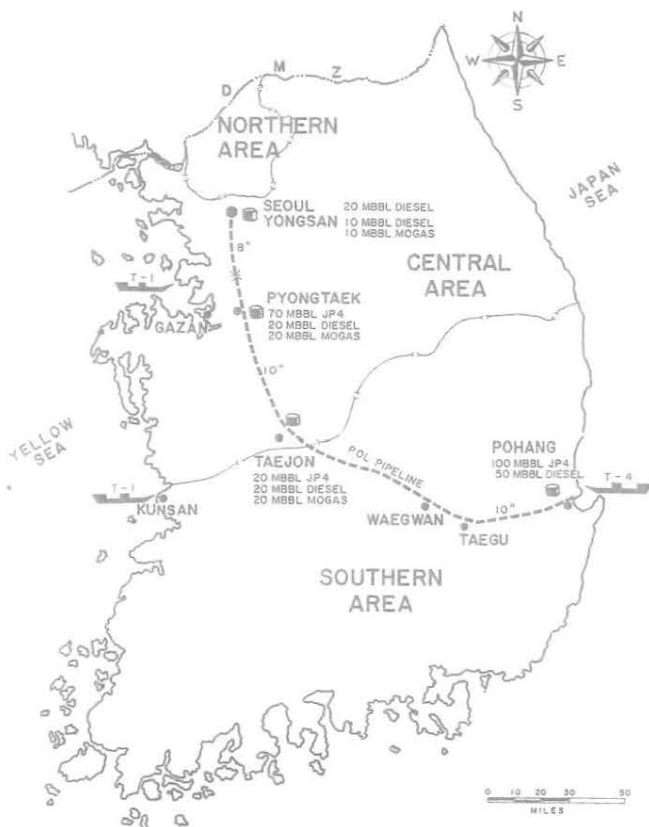 N
W E
S
D M Z
NORTHERN
AREA
JAPAN
SEA
SEOUL 20 MBBL DIESEL
YONGSAN 10 MBBL DIESEL
10 MBBL MOGAS
8"
CENTRAL
AREA
T-1
PYONGTAEK
70 MBBL JP4
20 MBBL DIESEL
20 MBBL MOGAS
GAZAN
10"
YELLOW
SEA
TAEJON
20 MBBL JP4
20 MBBL DIESEL
20 MBBL MOGAS
POL PIPELINE
POHANG
100 MBBL JP4
50 MBBL DIESEL
T-1
T-4
KUNSAN
WAEGWAN
10"
TAEGU
SOUTHERN
AREA
0 10 20 30 50
MILES